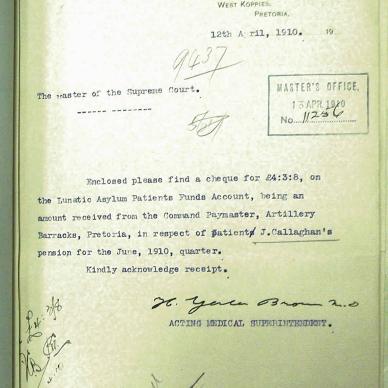 WEST KOPPIES,
PRETORIA.
12th April, 1910. 19
9437
The Master of the Supreme Court.
MASTER'S OFFICE,
13 APR 1910
No. 11256
Enclosed please find a cheque for £4:3:8, on
the Lunatic Asylum Patients Funds Account, being an
amount received from the Command Paymaster, Artillery
Barracks, Pretoria, in respect of patient J.Callaghan's
pension for the June, 1910, quarter.
Kindly acknowledge receipt.
Brown M.D
ACTING MEDICAL SUPERINTENDENT.